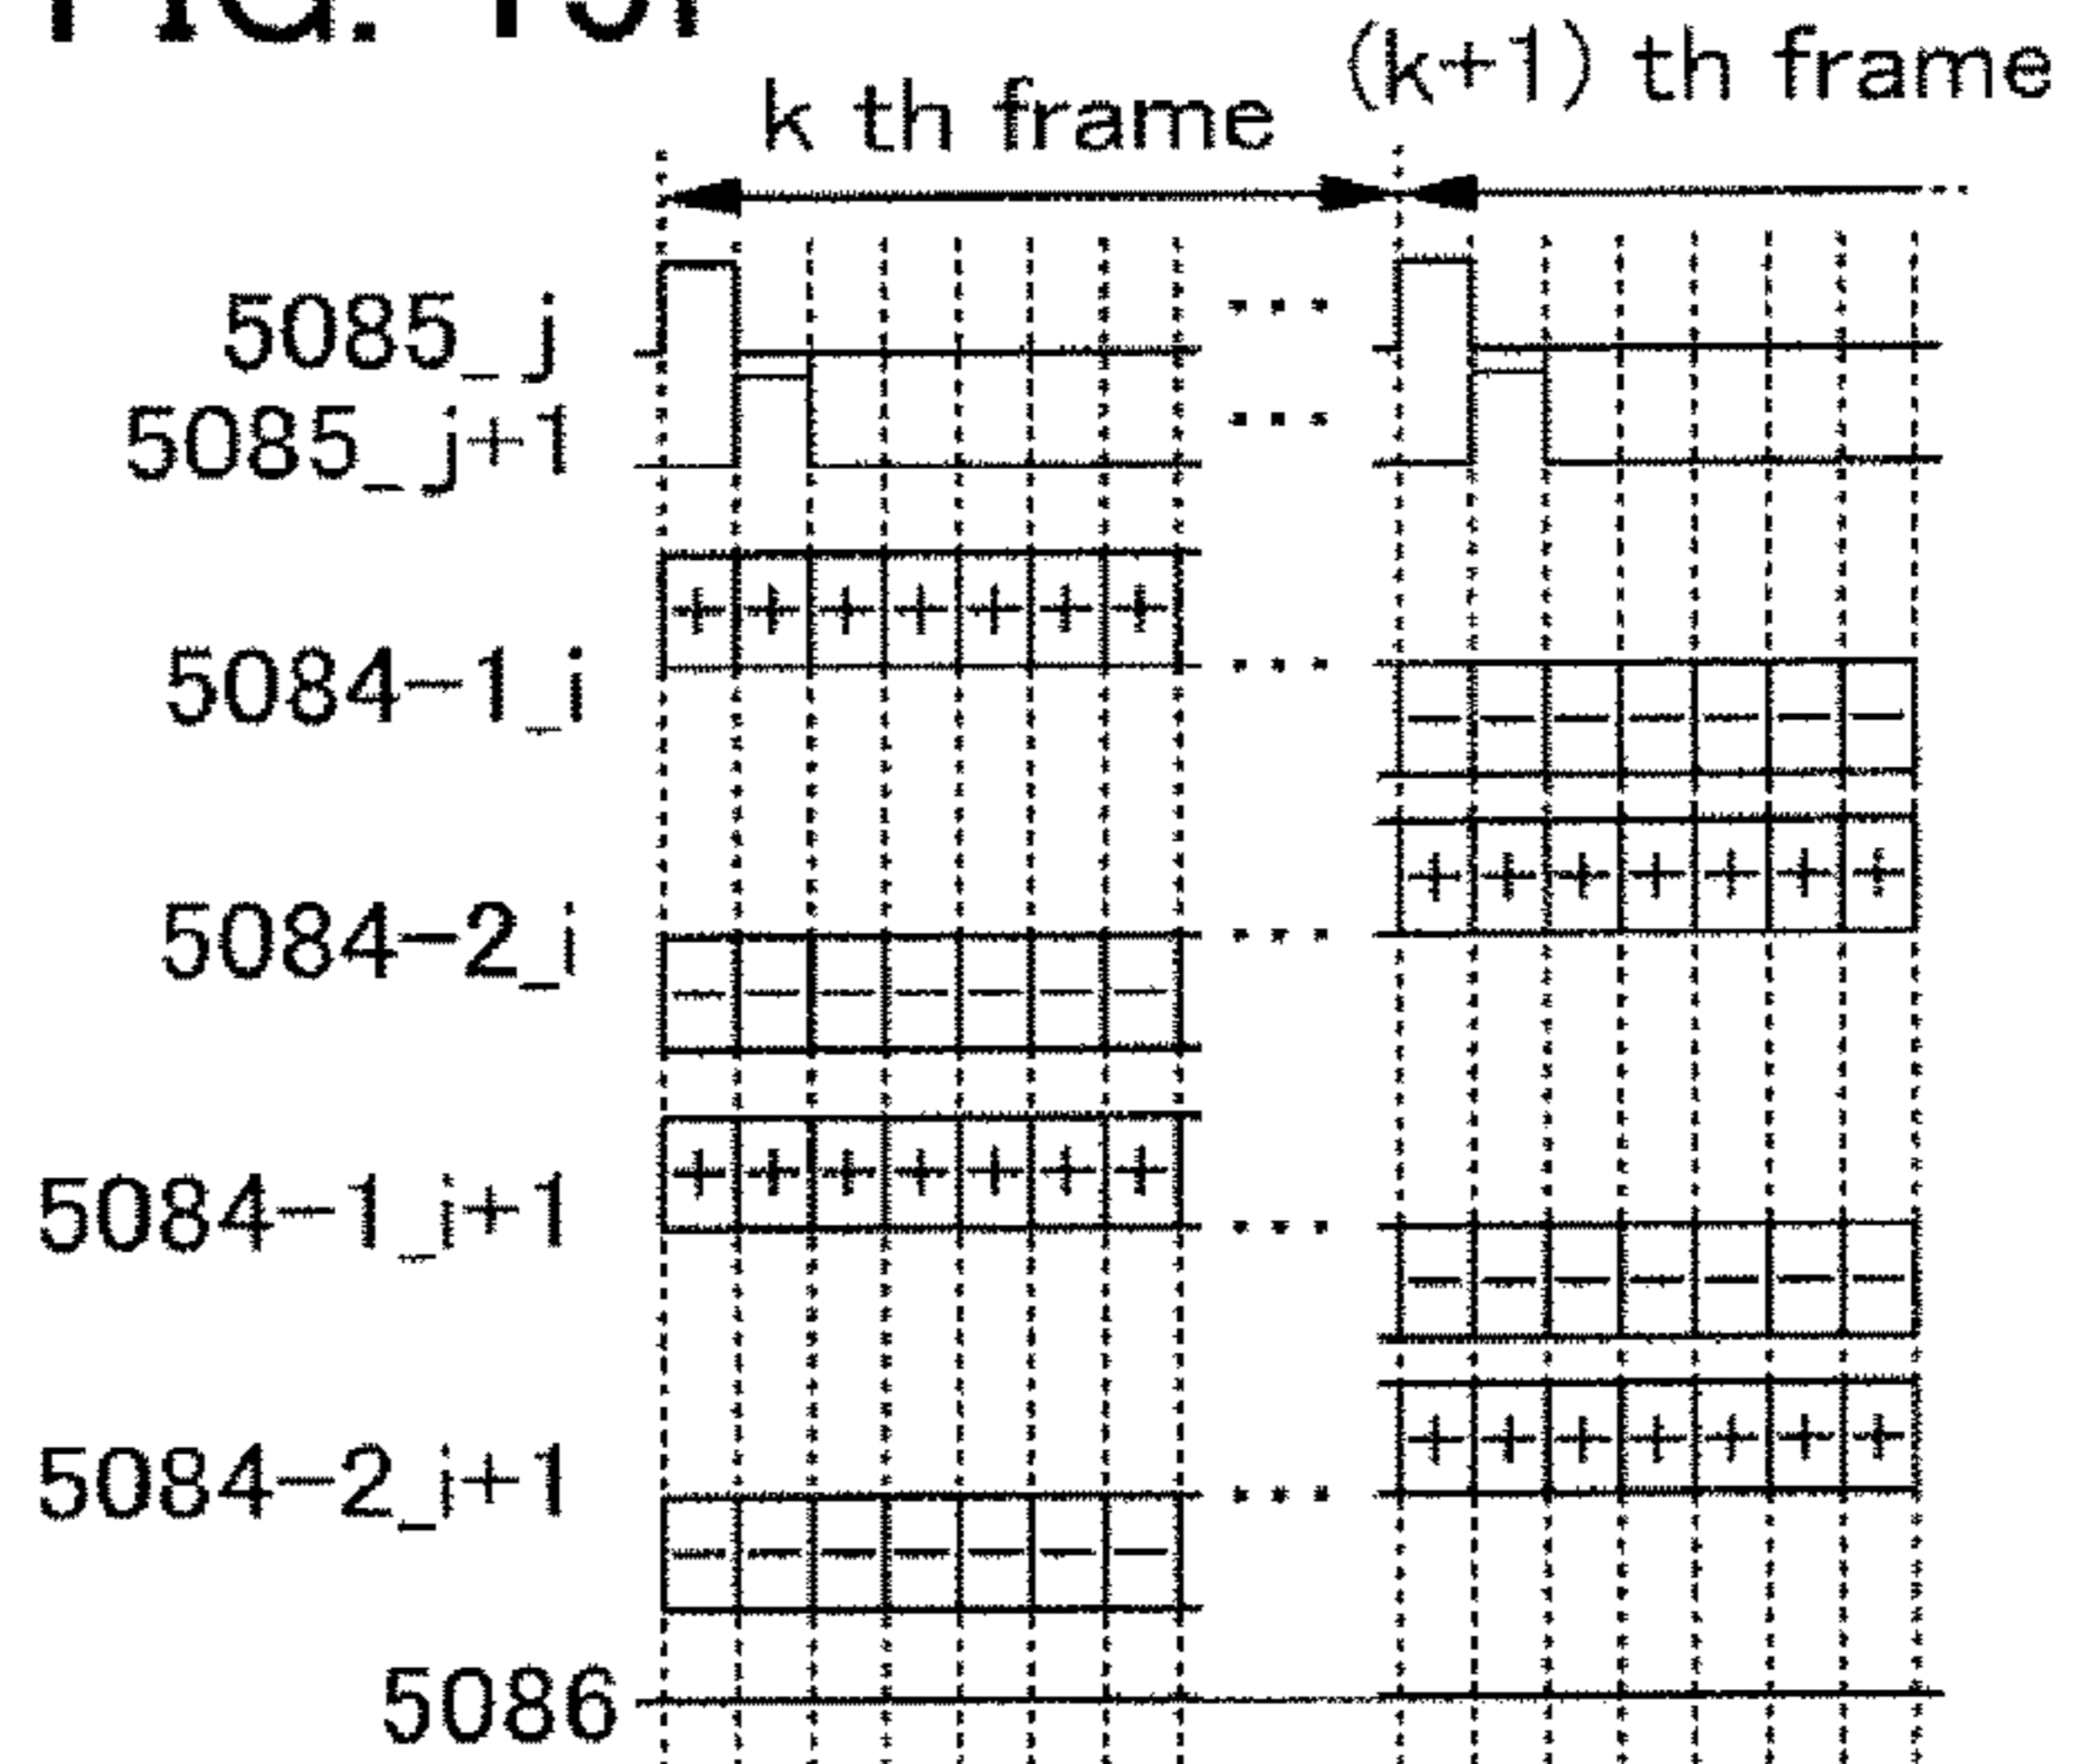 k th frame
(k+1) th frame
5085_j
5085_j+1
+ + + + + + +
5084-1_i
− − − − − − −
+ + + + + + +
5084-2_i
− − − − − − −
+ + + + + + +
5084-1_i+1
− − − − − − −
+ + + + + + +
5084-2_i+1
− − − − − − −
5086